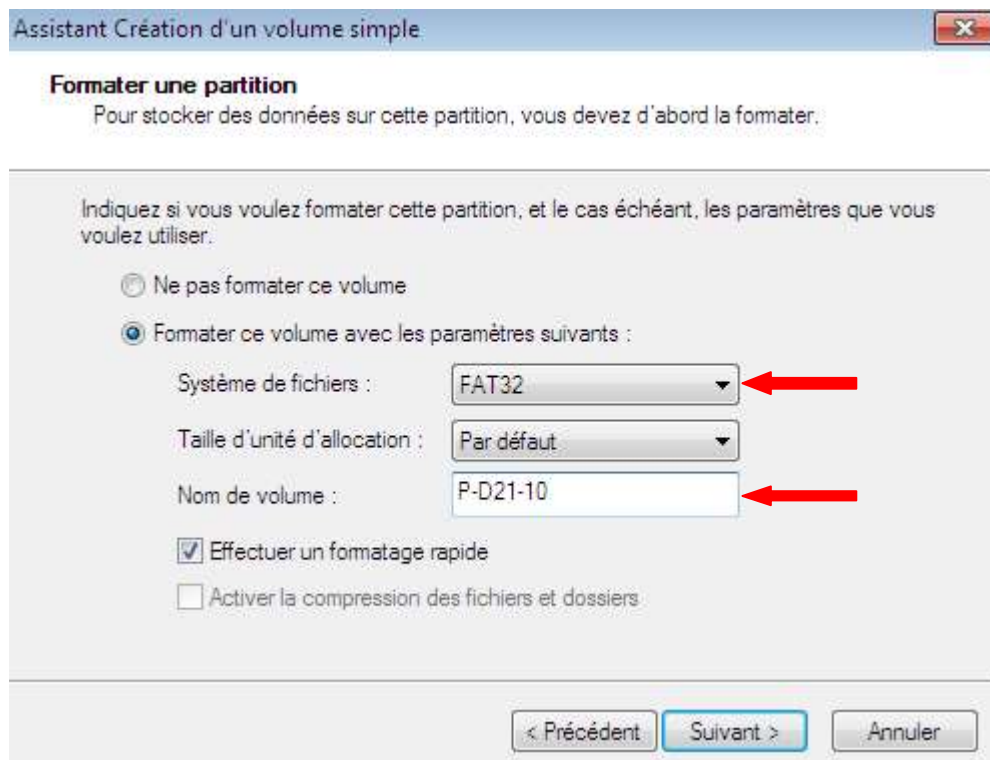 Assistant Création d'un volume simple
Formater une partition
Pour stocker des données sur cette partition, vous devez d'abord la formater.
Indiquez si vous voulez formater cette partition, et le cas échéant, les paramètres que vous
voulez utiliser.
Ne pas formater ce volume
Formater ce volume avec les paramètres suivants :
Système de fichiers : FAT32
Taille d'unité d'allocation : Par défaut
Nom de volume : P-D21-10
Effectuer un formatage rapide
Activer la compression des fichiers et dossiers
< Précédent Suivant > Annuler